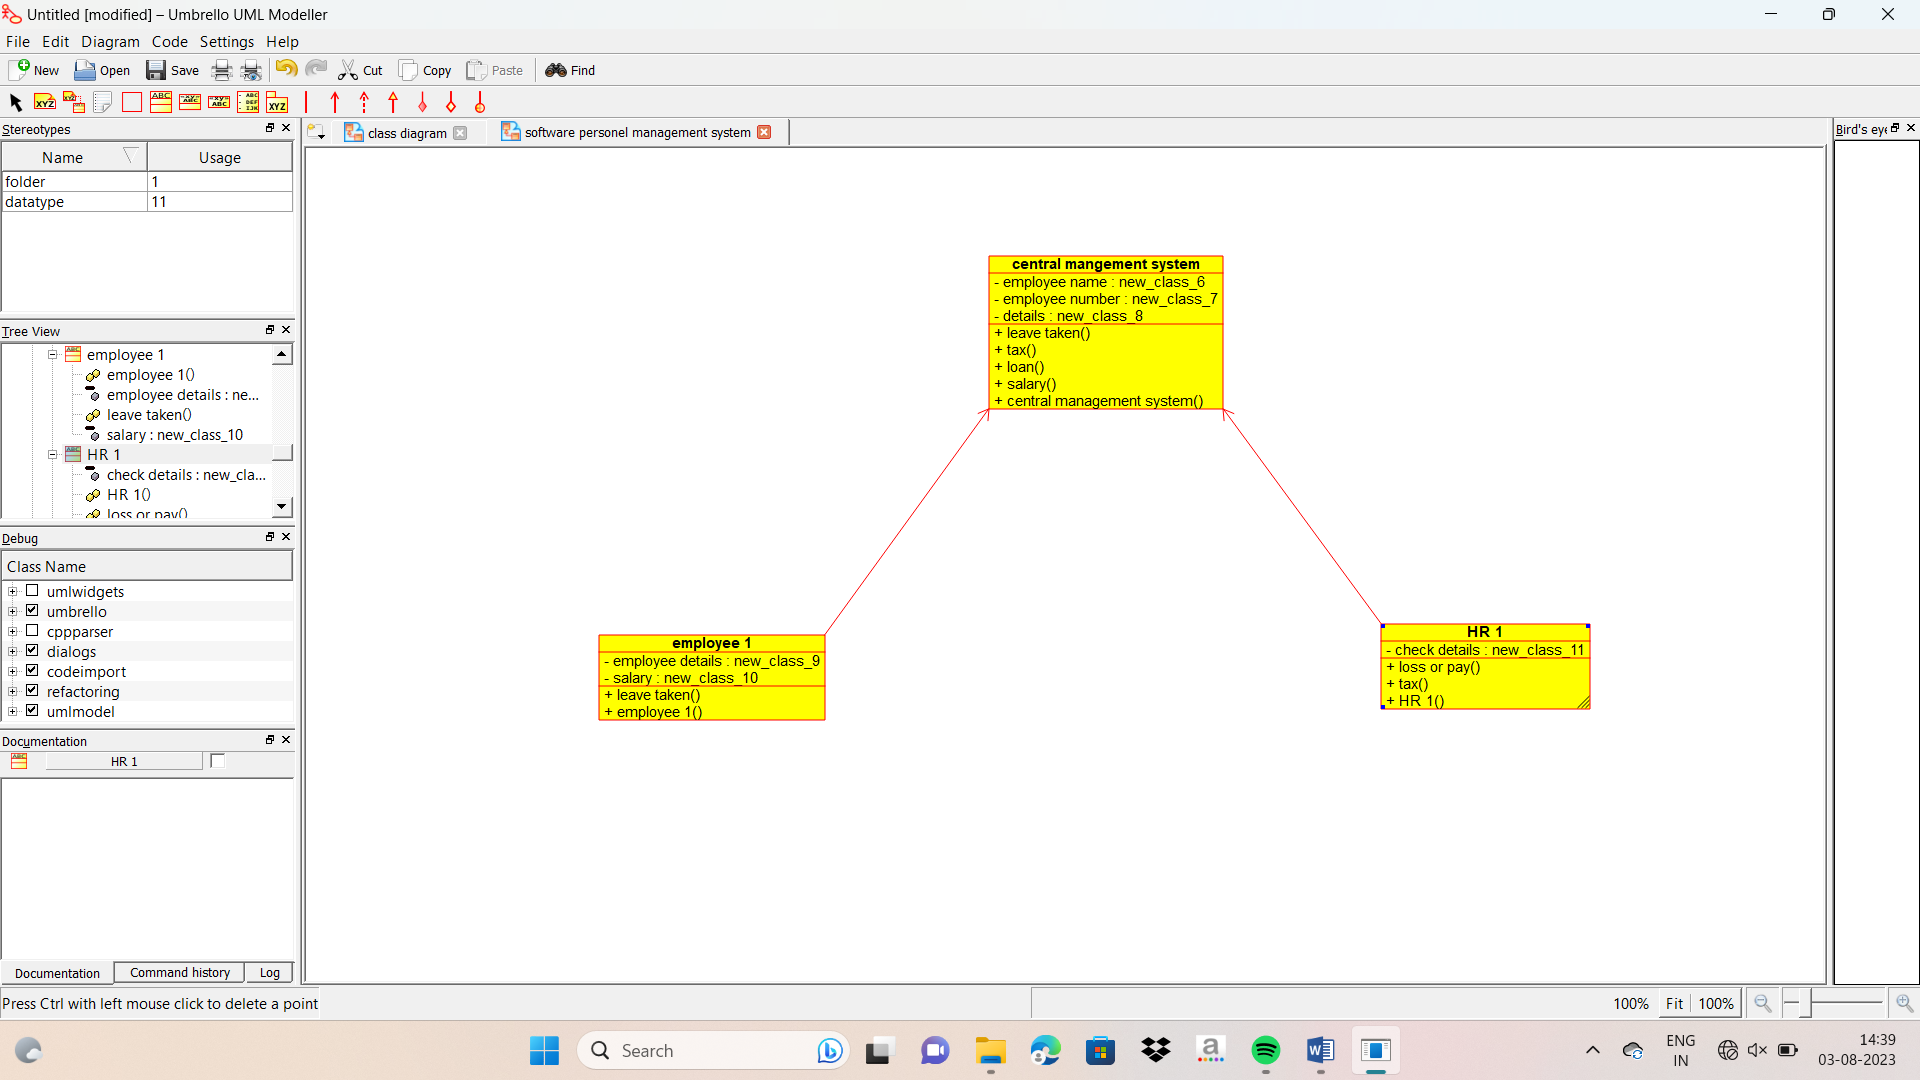 Untitled [modified] – Umbrello UML Modeller
File Edit Diagram Code Settings Help
New Open Save Cut Copy Paste Find
Stereotypes
Name Usage
folder 1
datatype 11
Tree View
employee 1
employee 1()
employee details : ne...
leave taken()
salary : new_class_10
HR 1
check details : new_cla...
HR 1()
loss or pay()
Debug
Class Name
umlwidgets
umbrello
cppparser
dialogs
codeimport
refactoring
umlmodel
Documentation
HR 1
Documentation Command history Log
Press Ctrl with left mouse click to delete a point
class diagram
software personel management system
central mangement system
- employee name : new_class_6
- employee number : new_class_7
- details : new_class_8
+ leave taken()
+ tax()
+ loan()
+ salary()
+ central management system()
employee 1
- employee details : new_class_9
- salary : new_class_10
+ leave taken()
+ employee 1()
HR 1
- check details : new_class_11
+ loss or pay()
+ tax()
+ HR 1()
Bird's eye
100% Fit 100%
Search
ENG
IN
14:39
03-08-2023